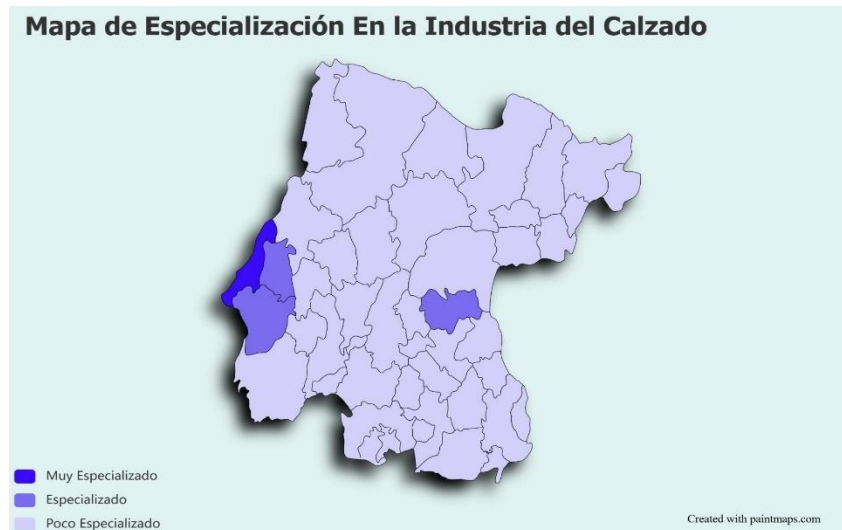 Mapa de Especialización En la Industria del Calzado
Muy Especializado
Especializado
Poco Especializado
Created with paintmaps.com